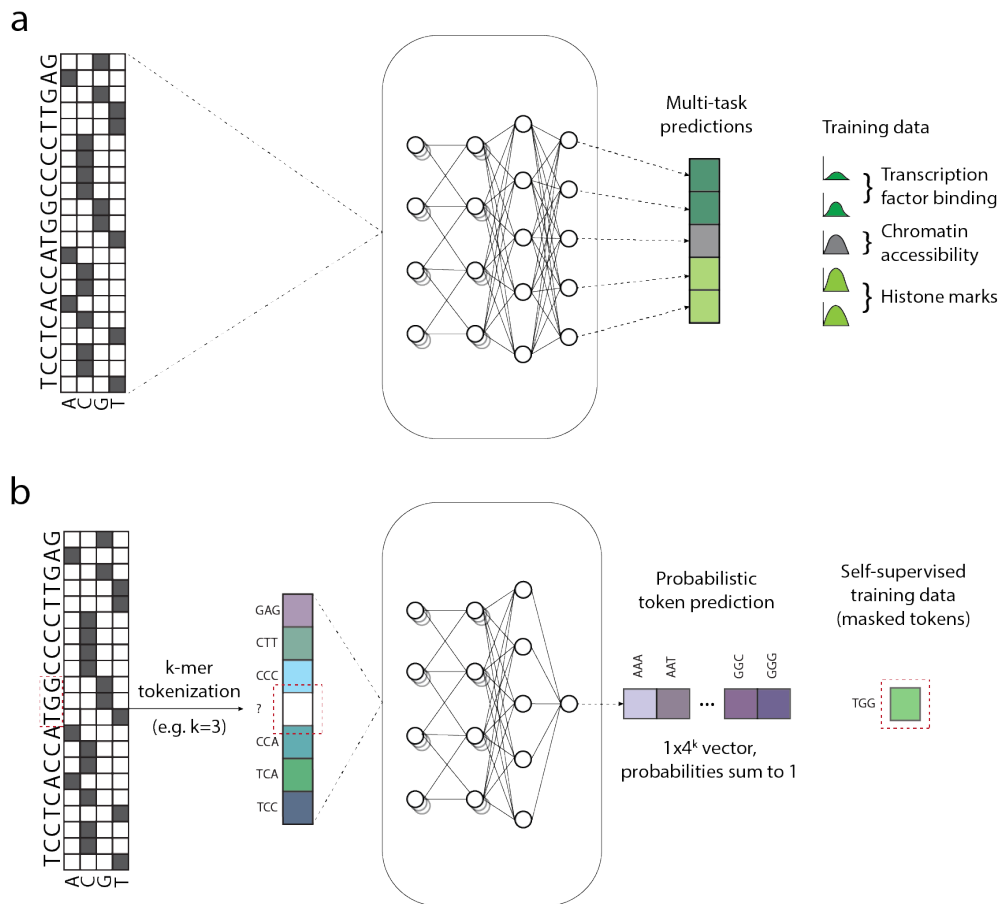 a
TCCTCACCATGGCCCCTTGAG
A
C
G
T
Multi-task
predictions
Training data
} Transcription
factor binding
} Chromatin
accessibility
} Histone marks
b
TCCTCACCATGGCCCCTTGAG
A
C
G
T
k-mer
tokenization
(e.g. k=3)
GAG
CTT
CCC
?
CCA
TCA
TCC
Probabilistic
token prediction
AAA
AAT
...
GGC
GGG
1x4ᵏ vector,
probabilities sum to 1
Self-supervised
training data
(masked tokens)
TGG